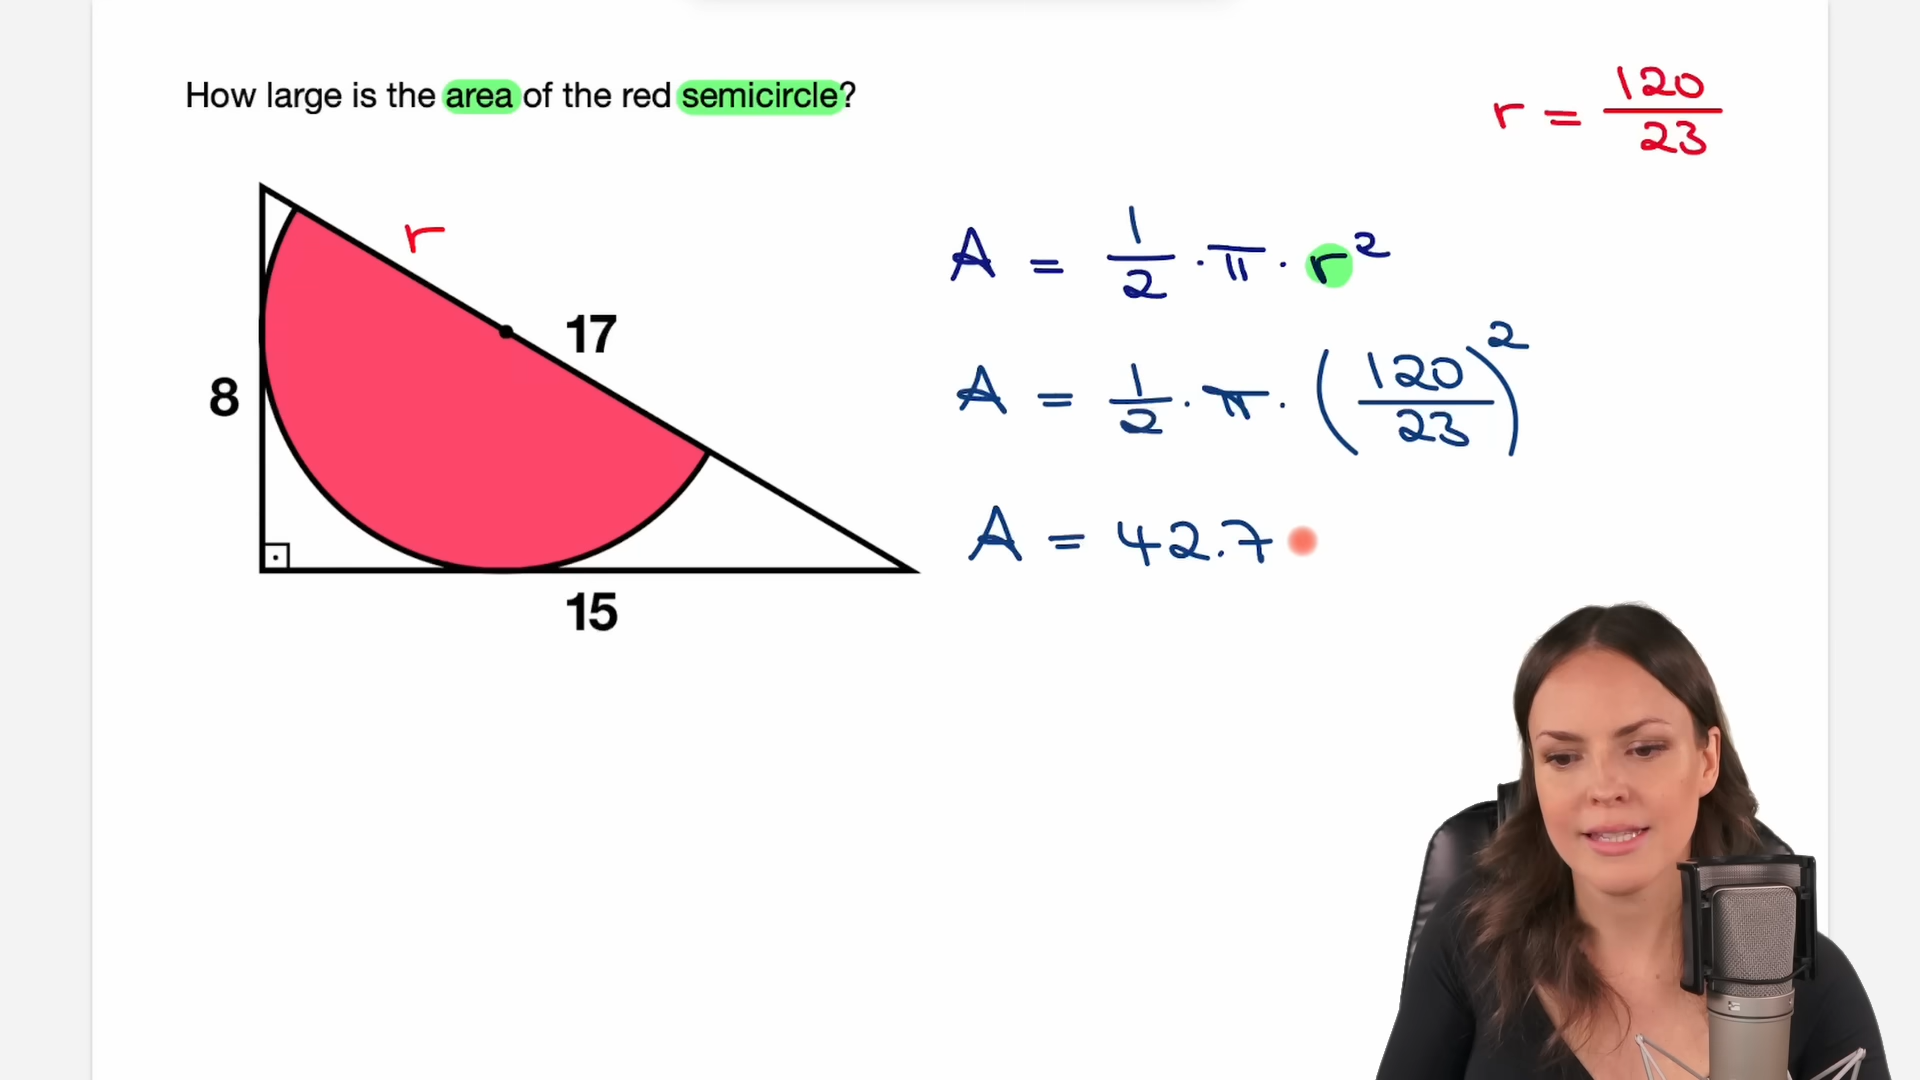 How large is the area of the red semicircle?
r = 120/23
r
17
8
15
A = 1/2 · π · r²
A = 1/2 · π · (120/23)²
A = 42.7